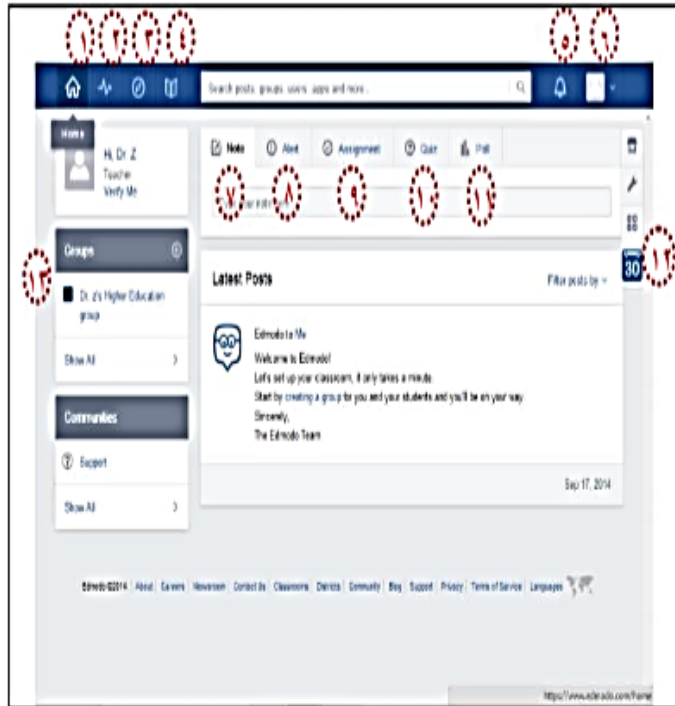 ١ ٢ ٣ ٤ ٥ ٦
Search posts, groups, users, apps and more...
Home
Hi, Dr. Z
Teacher
Verify Me
Note Alert Assignment Quiz Poll
٧ ٨ ٩ ١٠ ١١
Type your note here...
30 ١٢
Groups
١٣
Dr. z's Higher Education
group
Show All
Communities
Support
Show All
Latest Posts Filter posts by
Edmodo to Me
Welcome to Edmodo!
Let's set up your classroom, it only takes a minute.
Start by creating a group for you and your students and you'll be on your way.
Sincerely,
The Edmodo Team
Sep 17, 2014
Edmodo ©2014 About Careers Newsroom Contact Us Classrooms Districts Community Blog Support Privacy Terms of Service Languages
https://www.edmodo.com/home